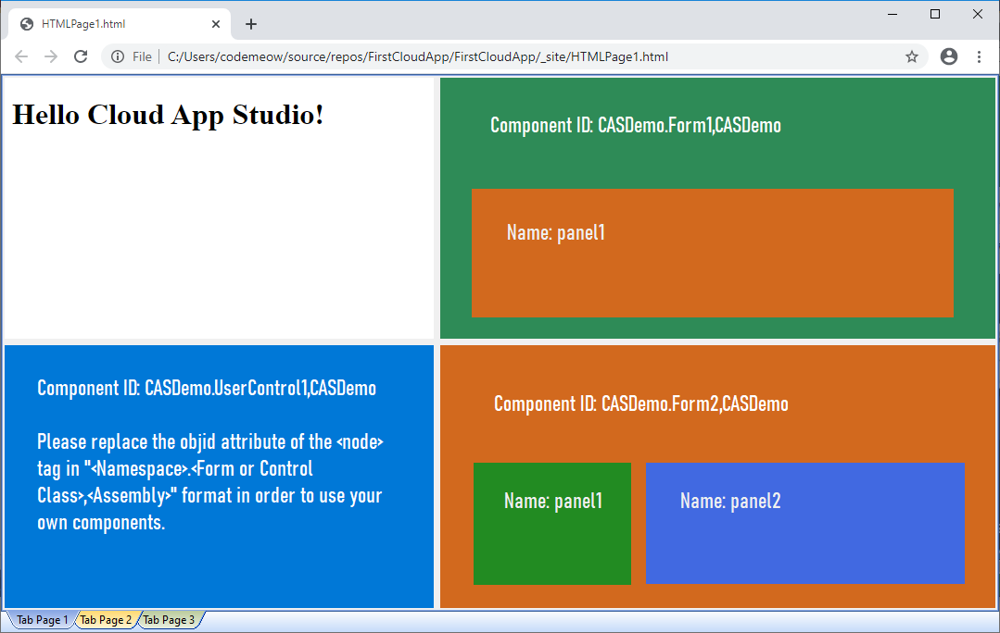 HTMLPage1.html
File
C:/Users/codemeow/source/repos/FirstCloudApp/FirstCloudApp/_site/HTMLPage1.html
Hello Cloud App Studio!
Component ID: CASDemo.Form1,CASDemo
Name: panel1
Component ID: CASDemo.UserControl1,CASDemo
Please replace the objid attribute of the <node>
tag in "<Namespace>.<Form or Control
Class>,<Assembly>" format in order to use your
own components.
Component ID: CASDemo.Form2,CASDemo
Name: panel1
Name: panel2
Tab Page 1
Tab Page 2
Tab Page 3